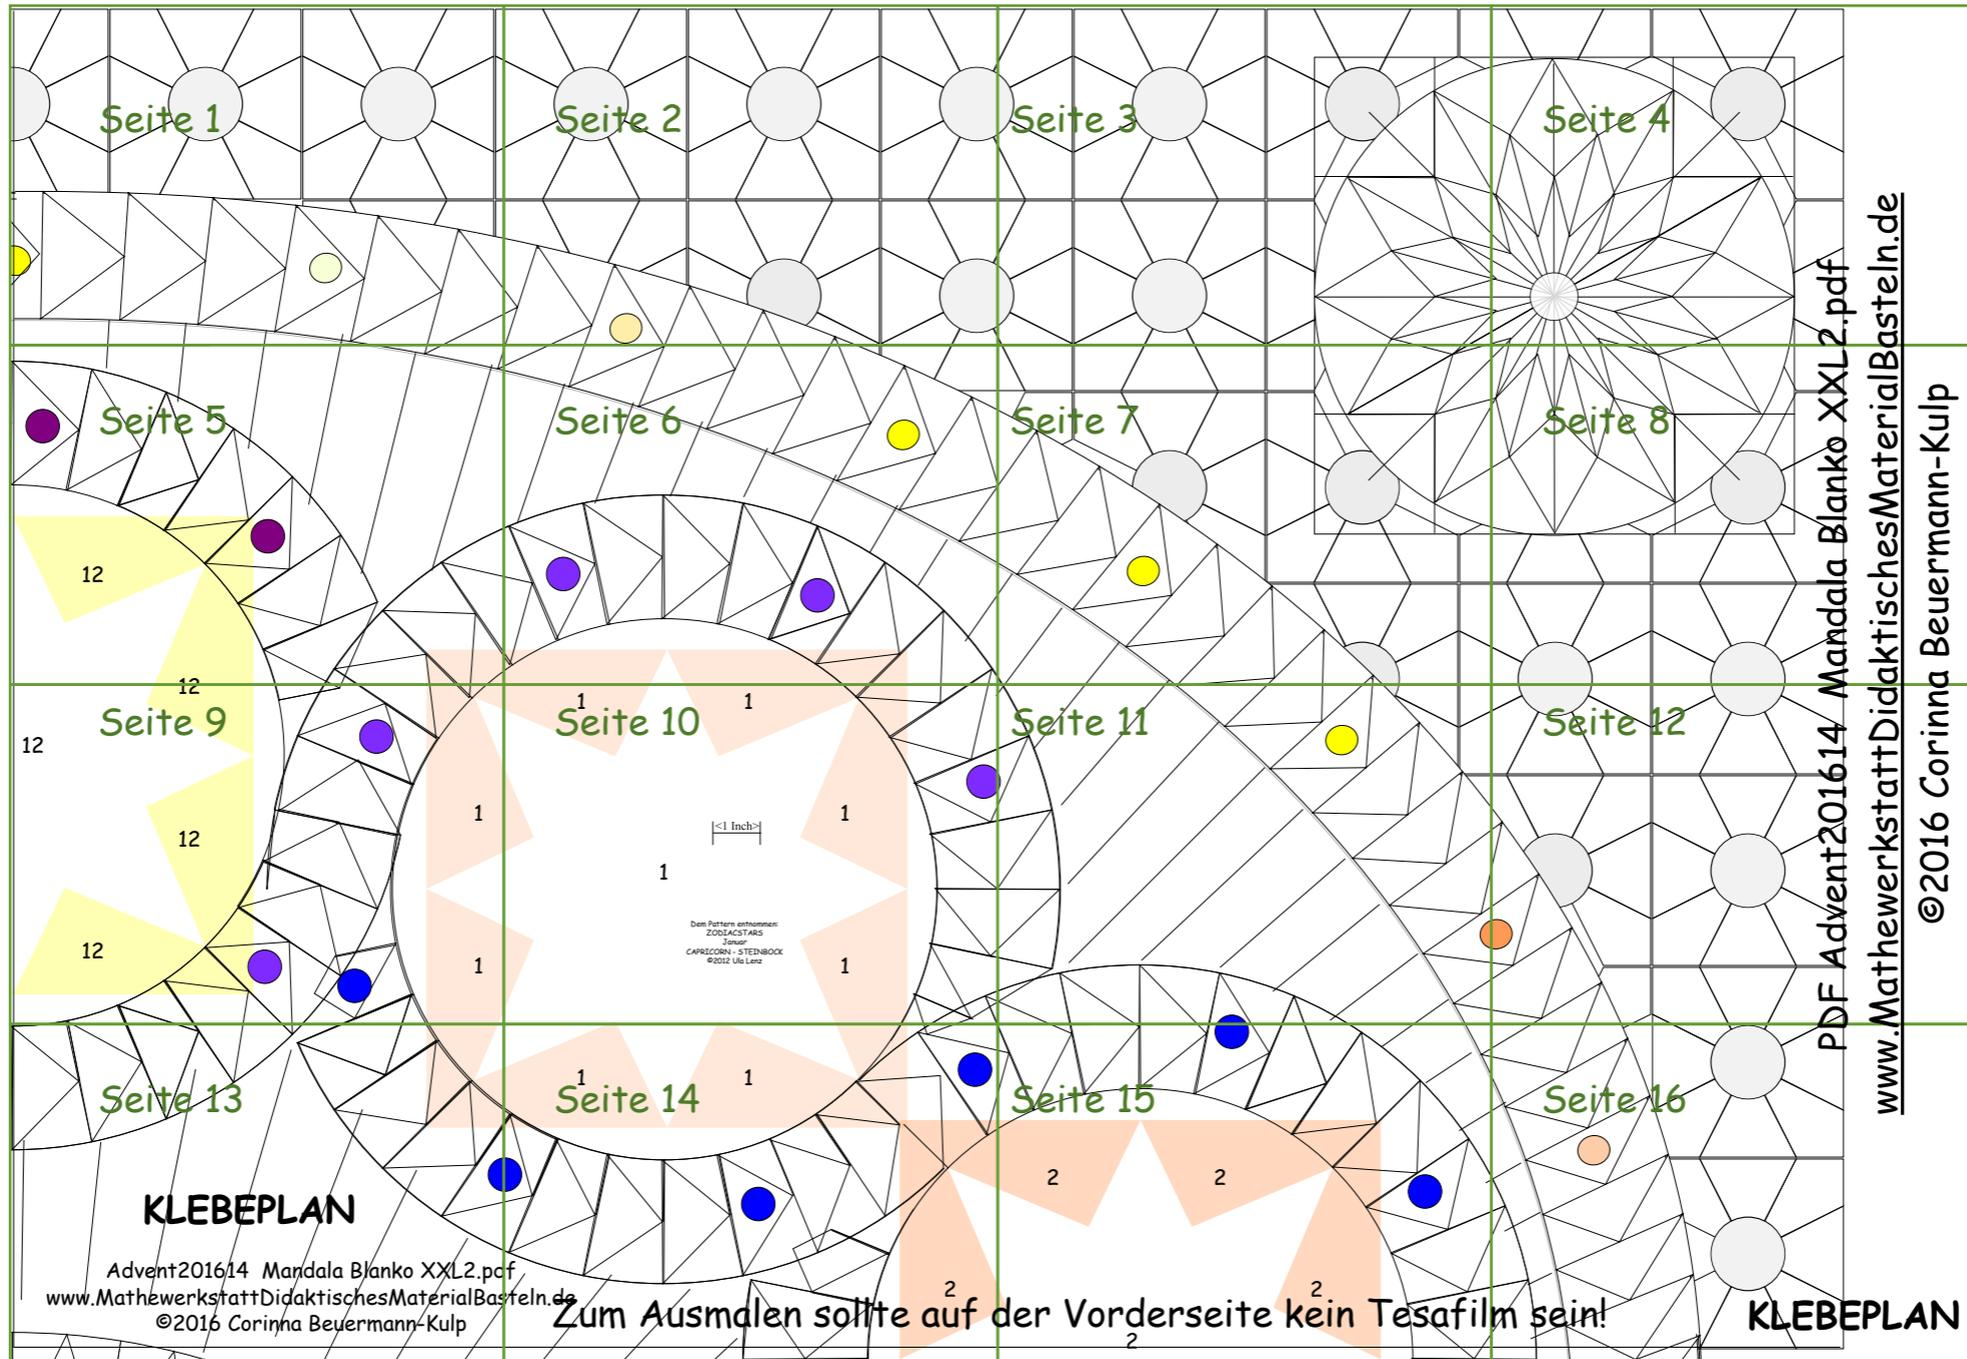 Seite 1
Seite 2
Seite 3
Seite 4
Seite 5
Seite 6
Seite 7
Seite 8
12
12
1
1
Seite 9
Seite 10
Seite 11
Seite 12
12
1
1
<1 Inch>
12
1
Dem Pattern entnommen:
ZODIACSTARS
Januar
CAPRICORN - STEINBOCK
©2012 Ula Lenz
12
1
1
1
1
Seite 13
Seite 14
Seite 15
Seite 16
2
2
KLEBEPLAN
Advent201614 Mandala Blanko XXL2.pdf
www.MathewerkstattDidaktischesMaterialBasteln.de
©2016 Corinna Beuermann-Kulp
2
2
Zum Ausmalen sollte auf der Vorderseite kein Tesafilm sein!
2
KLEBEPLAN
PDF Advent201614 Mandala Blanko XXL2.pdf
www.MathewerkstattDidaktischesMaterialBasteln.de
©2016 Corinna Beuermann-Kulp